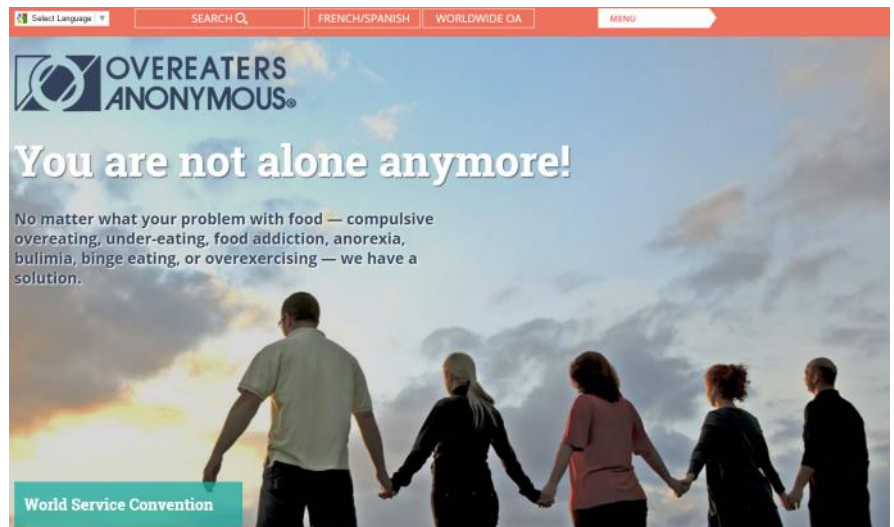 Select Language
SEARCH
FRENCH/SPANISH
WORLDWIDE OA
MENU
OVEREATERS
ANONYMOUS®
You are not alone anymore!
No matter what your problem with food — compulsive
overeating, under-eating, food addiction, anorexia,
bulimia, binge eating, or overexercising — we have a
solution.
World Service Convention